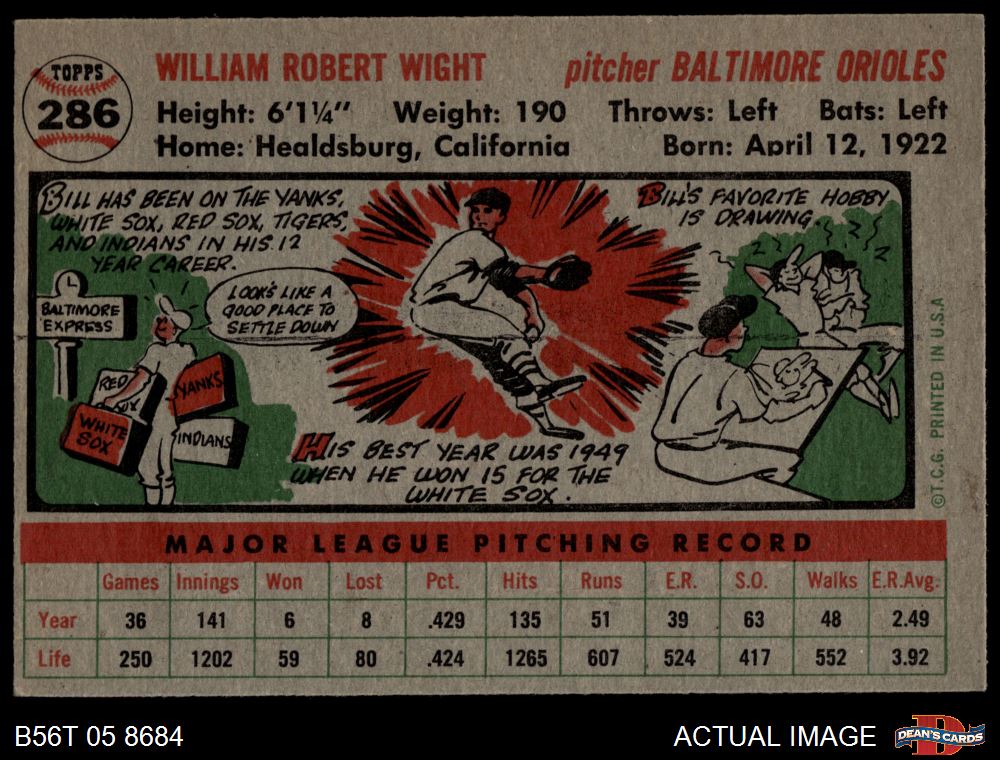 TOPPS
286
WILLIAM ROBERT WIGHT pitcher BALTIMORE ORIOLES
Height: 6'1¼" Weight: 190 Throws: Left Bats: Left
Home: Healdsburg, California Born: April 12, 1922
BILL HAS BEEN ON THE YANKS,
WHITE SOX, RED SOX, TIGERS,
AND INDIANS IN HIS 12
YEAR CAREER.
BALTIMORE
EXPRESS
LOOKS LIKE A
GOOD PLACE TO
SETTLE DOWN
RED
SOX
YANKS
WHITE
SOX
INDIANS
HIS BEST YEAR WAS 1949
WHEN HE WON 15 FOR THE
WHITE SOX.
BILL'S FAVORITE HOBBY
IS DRAWING.
©T.C.G. PRINTED IN U.S.A
MAJOR LEAGUE PITCHING RECORD
Games Innings Won Lost Pct. Hits Runs E.R. S.O. Walks E.R.Avg.
Year 36 141 6 8 .429 135 51 39 63 48 2.49
Life 250 1202 59 80 .424 1265 607 524 417 552 3.92
B56T 05 8684
ACTUAL IMAGE
DEAN'S CARDS